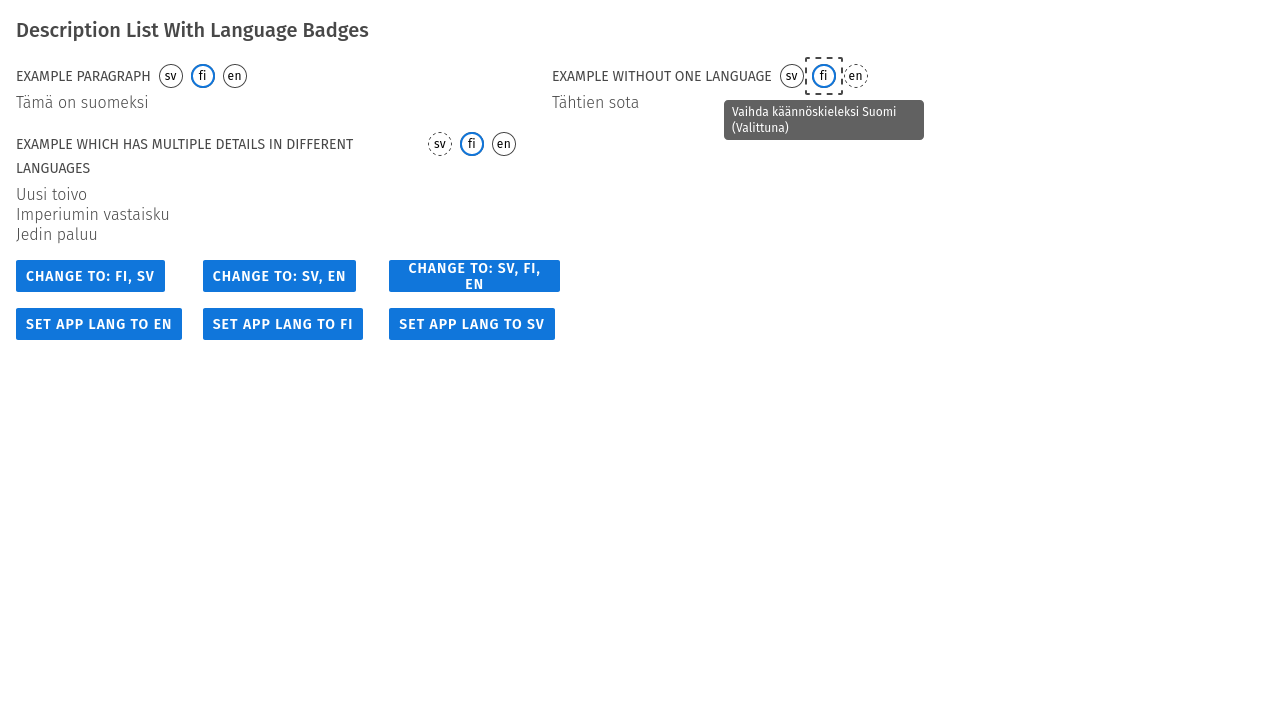 Description List With Language Badges
EXAMPLE PARAGRAPH sv fi en
Tämä on suomeksi
EXAMPLE WITHOUT ONE LANGUAGE sv fi en
Tähtien sota
Vaihda käännöskieleksi Suomi
(Valittuna)
EXAMPLE WHICH HAS MULTIPLE DETAILS IN DIFFERENT
LANGUAGES
sv fi en
Uusi toivo
Imperiumin vastaisku
Jedin paluu
CHANGE TO: FI, SV
CHANGE TO: SV, EN
CHANGE TO: SV, FI,
EN
SET APP LANG TO EN
SET APP LANG TO FI
SET APP LANG TO SV